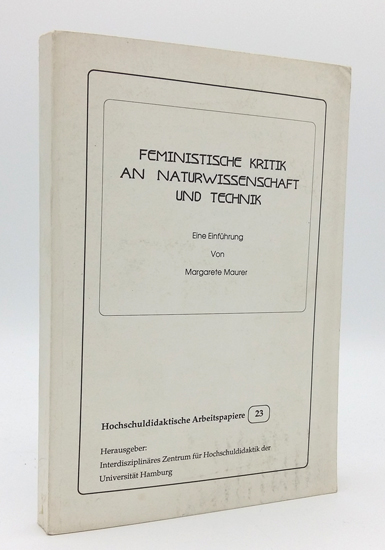 FEMINISTISCHE KRITIK
AN NATURWISSENSCHAFT
UND TECHNIK
Eine Einführung
Von
Margarete Maurer
Hochschuldidaktische Arbeitspapiere 23
Herausgeber:
Interdisziplinäres Zentrum für Hochschuldidaktik der
Universität Hamburg